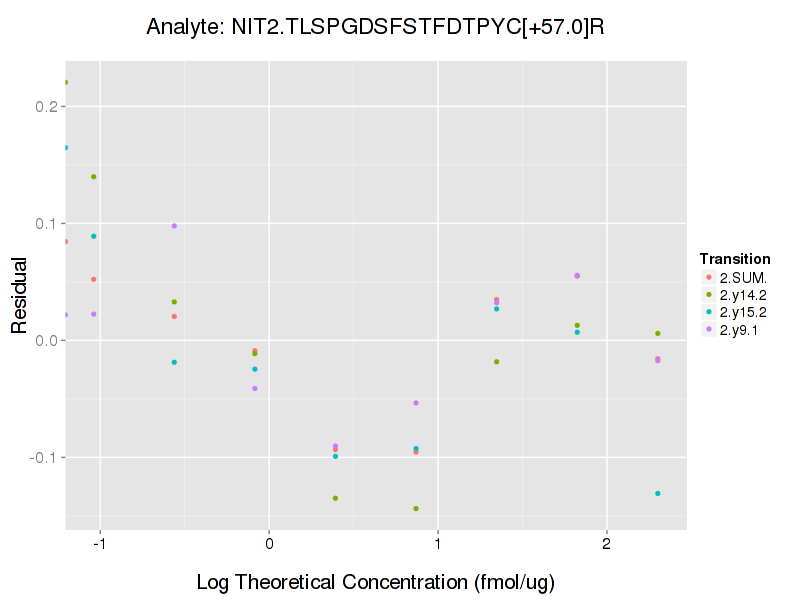 Analyte: NIT2.TLSPGDSFSTFDTPYC[+57.0]R
Residual
0.2
0.1
0.0
-0.1
-1
0
1
2
Log Theoretical Concentration (fmol/ug)
Transition
2.SUM.
2.y14.2
2.y15.2
2.y9.1